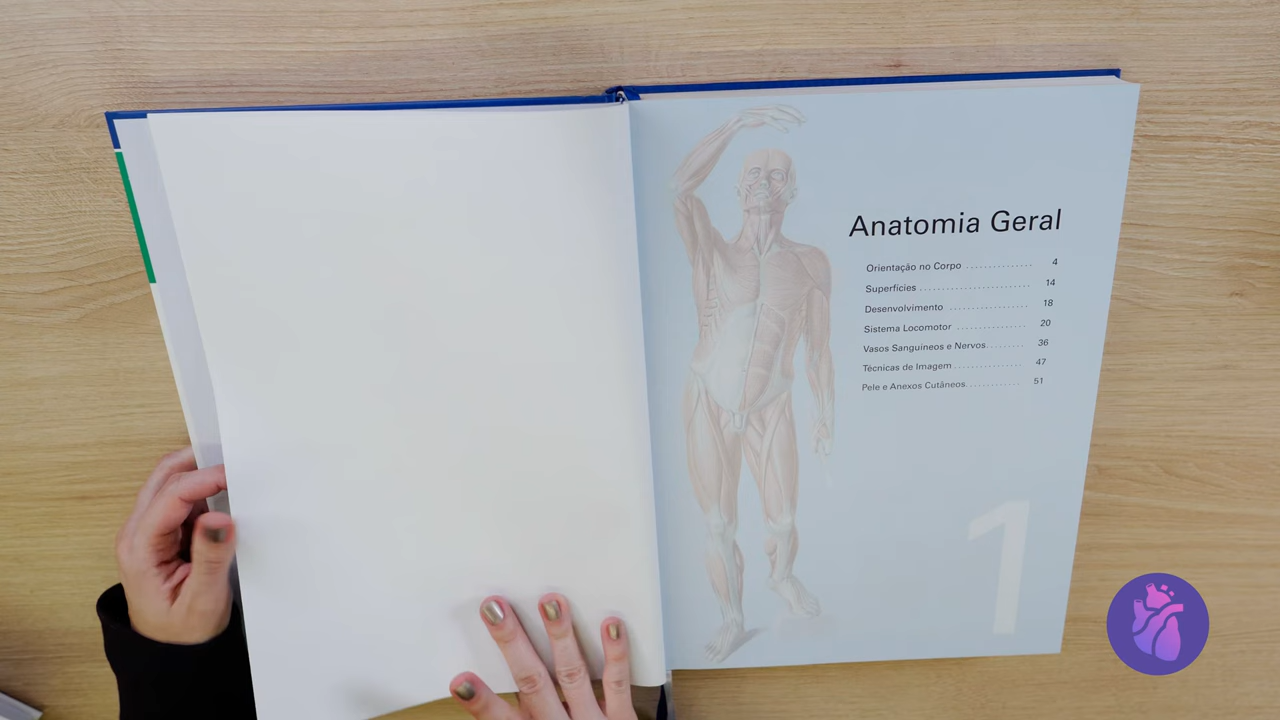 Anatomia Geral
Orientação no Corpo .............. 4
Superfícies ......................... 14
Desenvolvimento ................. 18
Sistema Locomotor ............... 20
Vasos Sanguíneos e Nervos......... 36
Técnicas de Imagem ............... 47
Pele e Anexos Cutâneos ............ 51
1